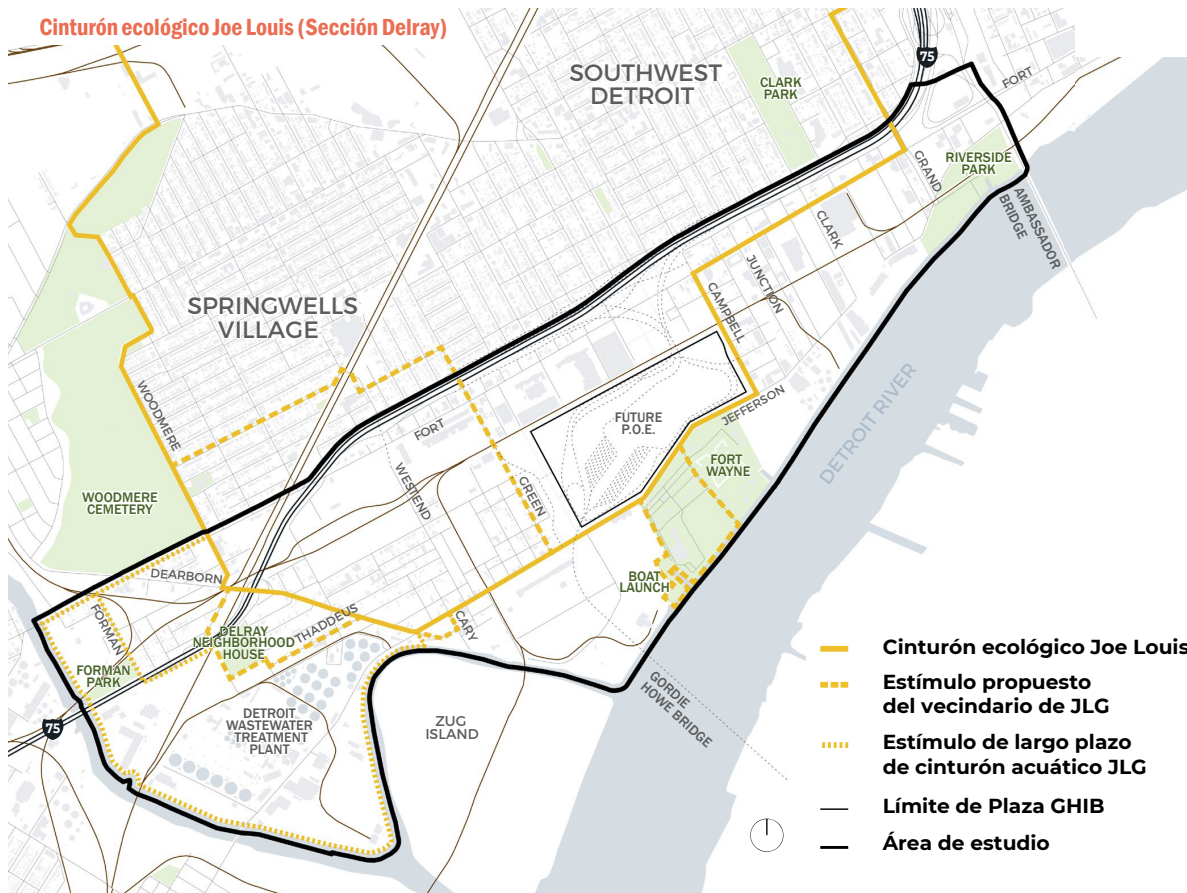 Cinturón ecológico Joe Louis (Sección Delray)
75
SOUTHWEST
DETROIT
CLARK
PARK
FORT
GRAND
RIVERSIDE
PARK
AMBASSADOR
BRIDGE
CLARK
JUNCTION
CAMPBELL
SPRINGWELLS
VILLAGE
WOODMERE
FORT
FUTURE
P.O.E.
JEFFERSON
DETROIT RIVER
FORT
WAYNE
WESTEND
GREEN
WOODMERE
CEMETERY
DEARBORN
BOAT
LAUNCH
FORMAN
DELRAY
NEIGHBORHOOD
HOUSE
THADDEUS
CARY
FORMAN
PARK
75
DETROIT
WASTEWATER
TREATMENT
PLANT
ZUG
ISLAND
GORDIE
HOWE BRIDGE
Cinturón ecológico Joe Louis
Estímulo propuesto
del vecindario de JLG
Estímulo de largo plazo
de cinturón acuático JLG
Límite de Plaza GHIB
Área de estudio